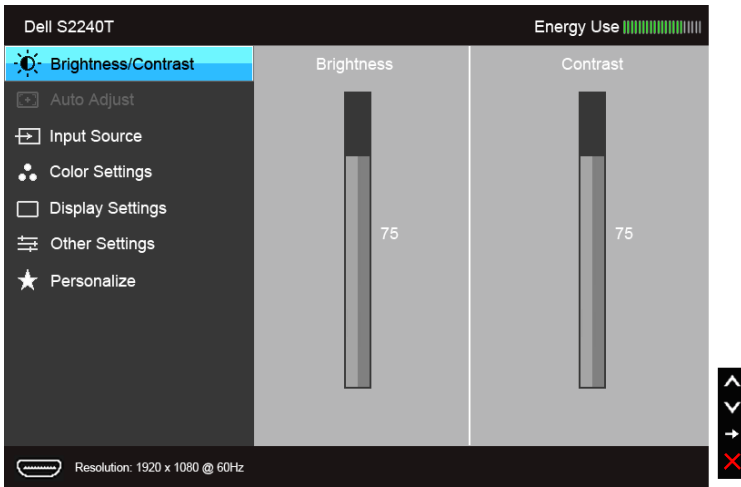 Dell S2240T
Energy Use
Brightness/Contrast
Auto Adjust
Input Source
Color Settings
Display Settings
Other Settings
Personalize
Brightness
75
Contrast
75
Resolution: 1920 x 1080 @ 60Hz